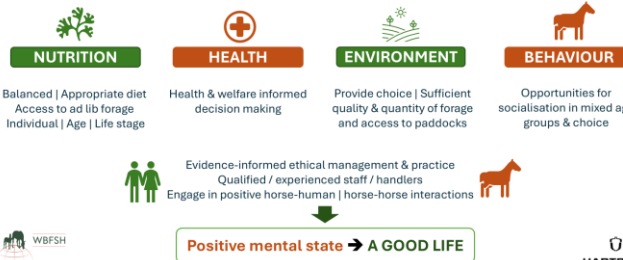 NUTRITION
HEALTH
ENVIRONMENT
BEHAVIOUR
Balanced | Appropriate diet
Access to ad lib forage
Individual | Age | Life stage
Health & welfare informed
decision making
Provide choice | Sufficient
quality & quantity of forage
and access to paddocks
Opportunities for
socialisation in mixed
groups & choice
Evidence-informed ethical management & practice
Qualified / experienced staff / handlers
Engage in positive horse-human | horse-horse interactions
WBFSH
Positive mental state ➔ A GOOD LIFE